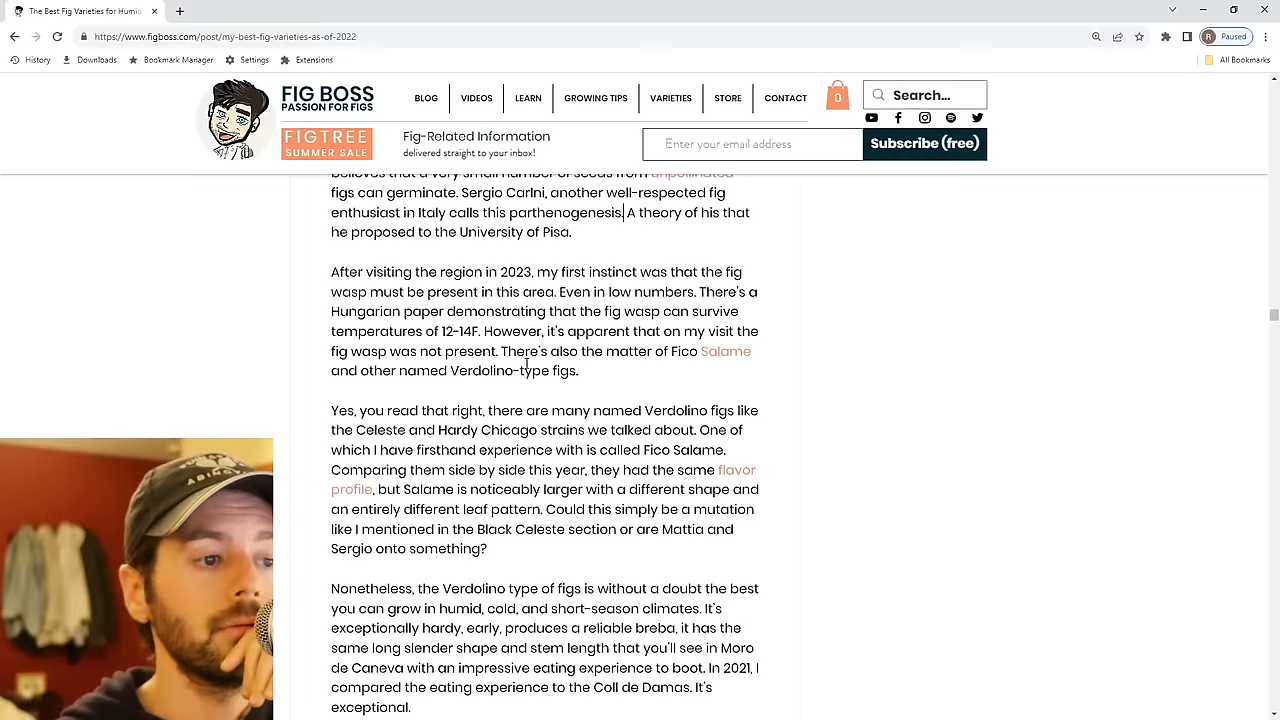 The Best Fig Varieties for Humid
https://www.figboss.com/post/my-best-fig-varieties-as-of-2022
R Paused
History Downloads Bookmark Manager Settings Extensions All Bookmarks
FIG BOSS
PASSION FOR FIGS
BLOG VIDEOS LEARN GROWING TIPS VARIETIES STORE CONTACT
0
Search...
FIGTREE
SUMMER SALE
Fig-Related Information
delivered straight to your inbox!
Enter your email address
Subscribe (free)
believes that a very small number of seeds from unpollinated
figs can germinate. Sergio Carlni, another well-respected fig
enthusiast in Italy calls this parthenogenesis. A theory of his that
he proposed to the University of Pisa.
After visiting the region in 2023, my first instinct was that the fig
wasp must be present in this area. Even in low numbers. There's a
Hungarian paper demonstrating that the fig wasp can survive
temperatures of 12-14F. However, it's apparent that on my visit the
fig wasp was not present. There's also the matter of Fico Salame
and other named Verdolino-type figs.
Yes, you read that right, there are many named Verdolino figs like
the Celeste and Hardy Chicago strains we talked about. One of
which I have firsthand experience with is called Fico Salame.
Comparing them side by side this year, they had the same flavor
profile, but Salame is noticeably larger with a different shape and
an entirely different leaf pattern. Could this simply be a mutation
like I mentioned in the Black Celeste section or are Mattia and
Sergio onto something?
Nonetheless, the Verdolino type of figs is without a doubt the best
you can grow in humid, cold, and short-season climates. It's
exceptionally hardy, early, produces a reliable breba, it has the
same long slender shape and stem length that you'll see in Moro
de Caneva with an impressive eating experience to boot. In 2021, I
compared the eating experience to the Coll de Damas. It's
exceptional.